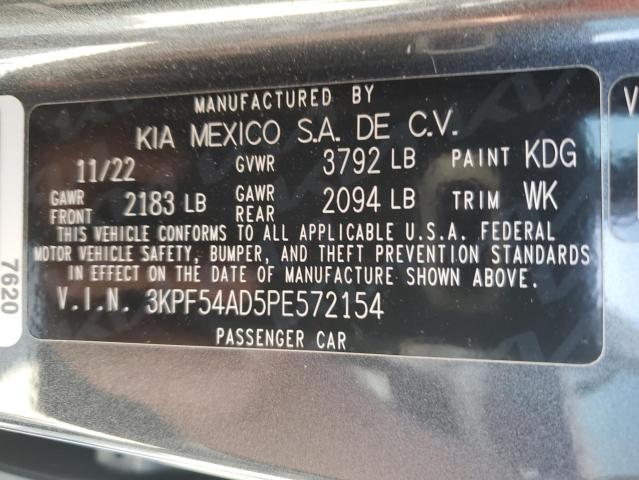 MANUFACTURED BY
KIA MEXICO S.A. DE C.V.
11/22 GVWR 3792 LB PAINT KDG
GAWR FRONT 2183 LB GAWR REAR 2094 LB TRIM WK
THIS VEHICLE CONFORMS TO ALL APPLICABLE U.S.A. FEDERAL
MOTOR VEHICLE SAFETY, BUMPER, AND THEFT PREVENTION STANDARDS
IN EFFECT ON THE DATE OF MANUFACTURE SHOWN ABOVE.
V.I.N. 3KPF54AD5PE572154
PASSENGER CAR
7620
V